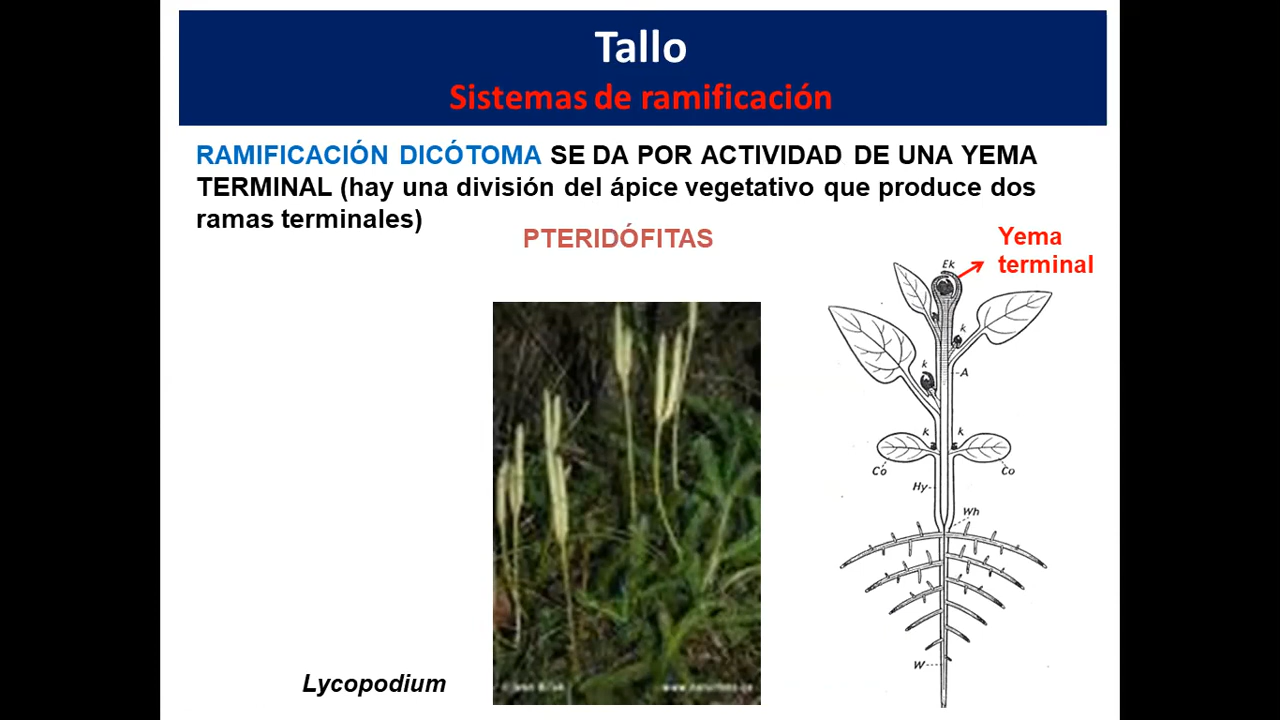 Tallo
Sistemas de ramificación
RAMIFICACIÓN DICÓTOMA SE DA POR ACTIVIDAD DE UNA YEMA
TERMINAL (hay una división del ápice vegetativo que produce dos
ramas terminales)
PTERIDÓFITAS
Yema
terminal
Ek
k
k
A
k
k
Co
Co
Hy
Wh
W
Lycopodium